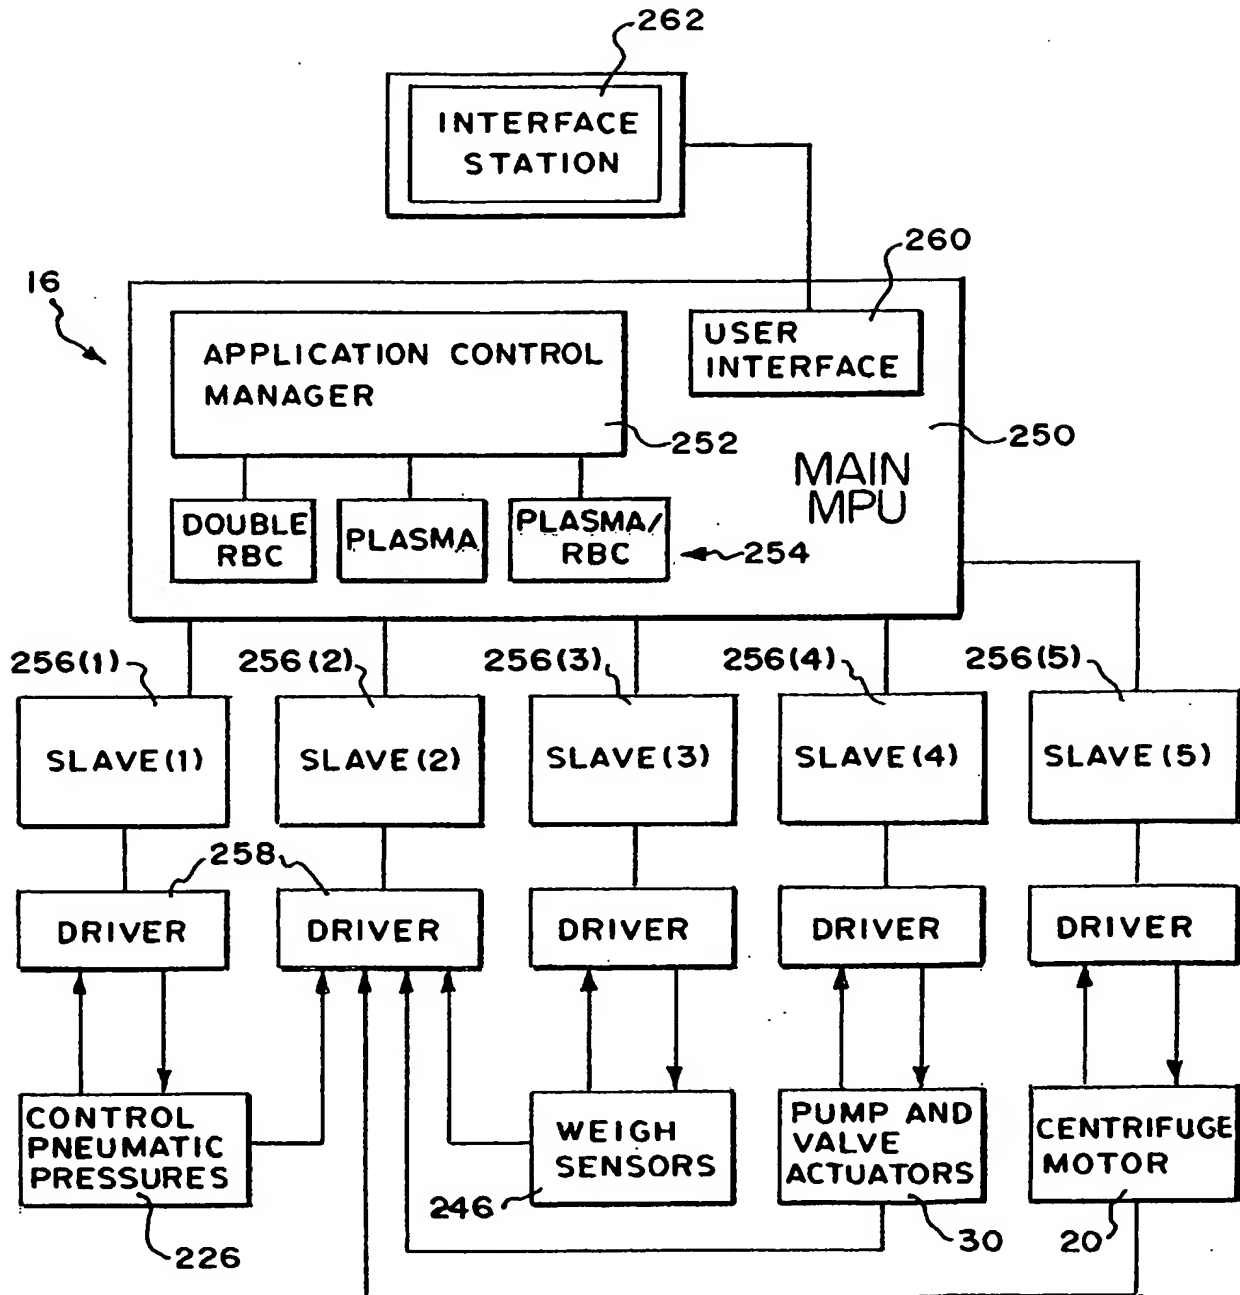 262
INTERFACE
STATION
260
16
APPLICATION CONTROL
MANAGER
USER
INTERFACE
252
250
MAIN
MPU
DOUBLE
RBC
PLASMA
PLASMA/
RBC
254
256(1)
256(2)
256(3)
256(4)
256(5)
SLAVE(1)
SLAVE(2)
SLAVE(3)
SLAVE(4)
SLAVE(5)
258
DRIVER
DRIVER
DRIVER
DRIVER
DRIVER
CONTROL
PNEUMATIC
PRESSURES
WEIGH
SENSORS
PUMP AND
VALVE
ACTUATORS
CENTRIFUGE
MOTOR
226
246
30
20